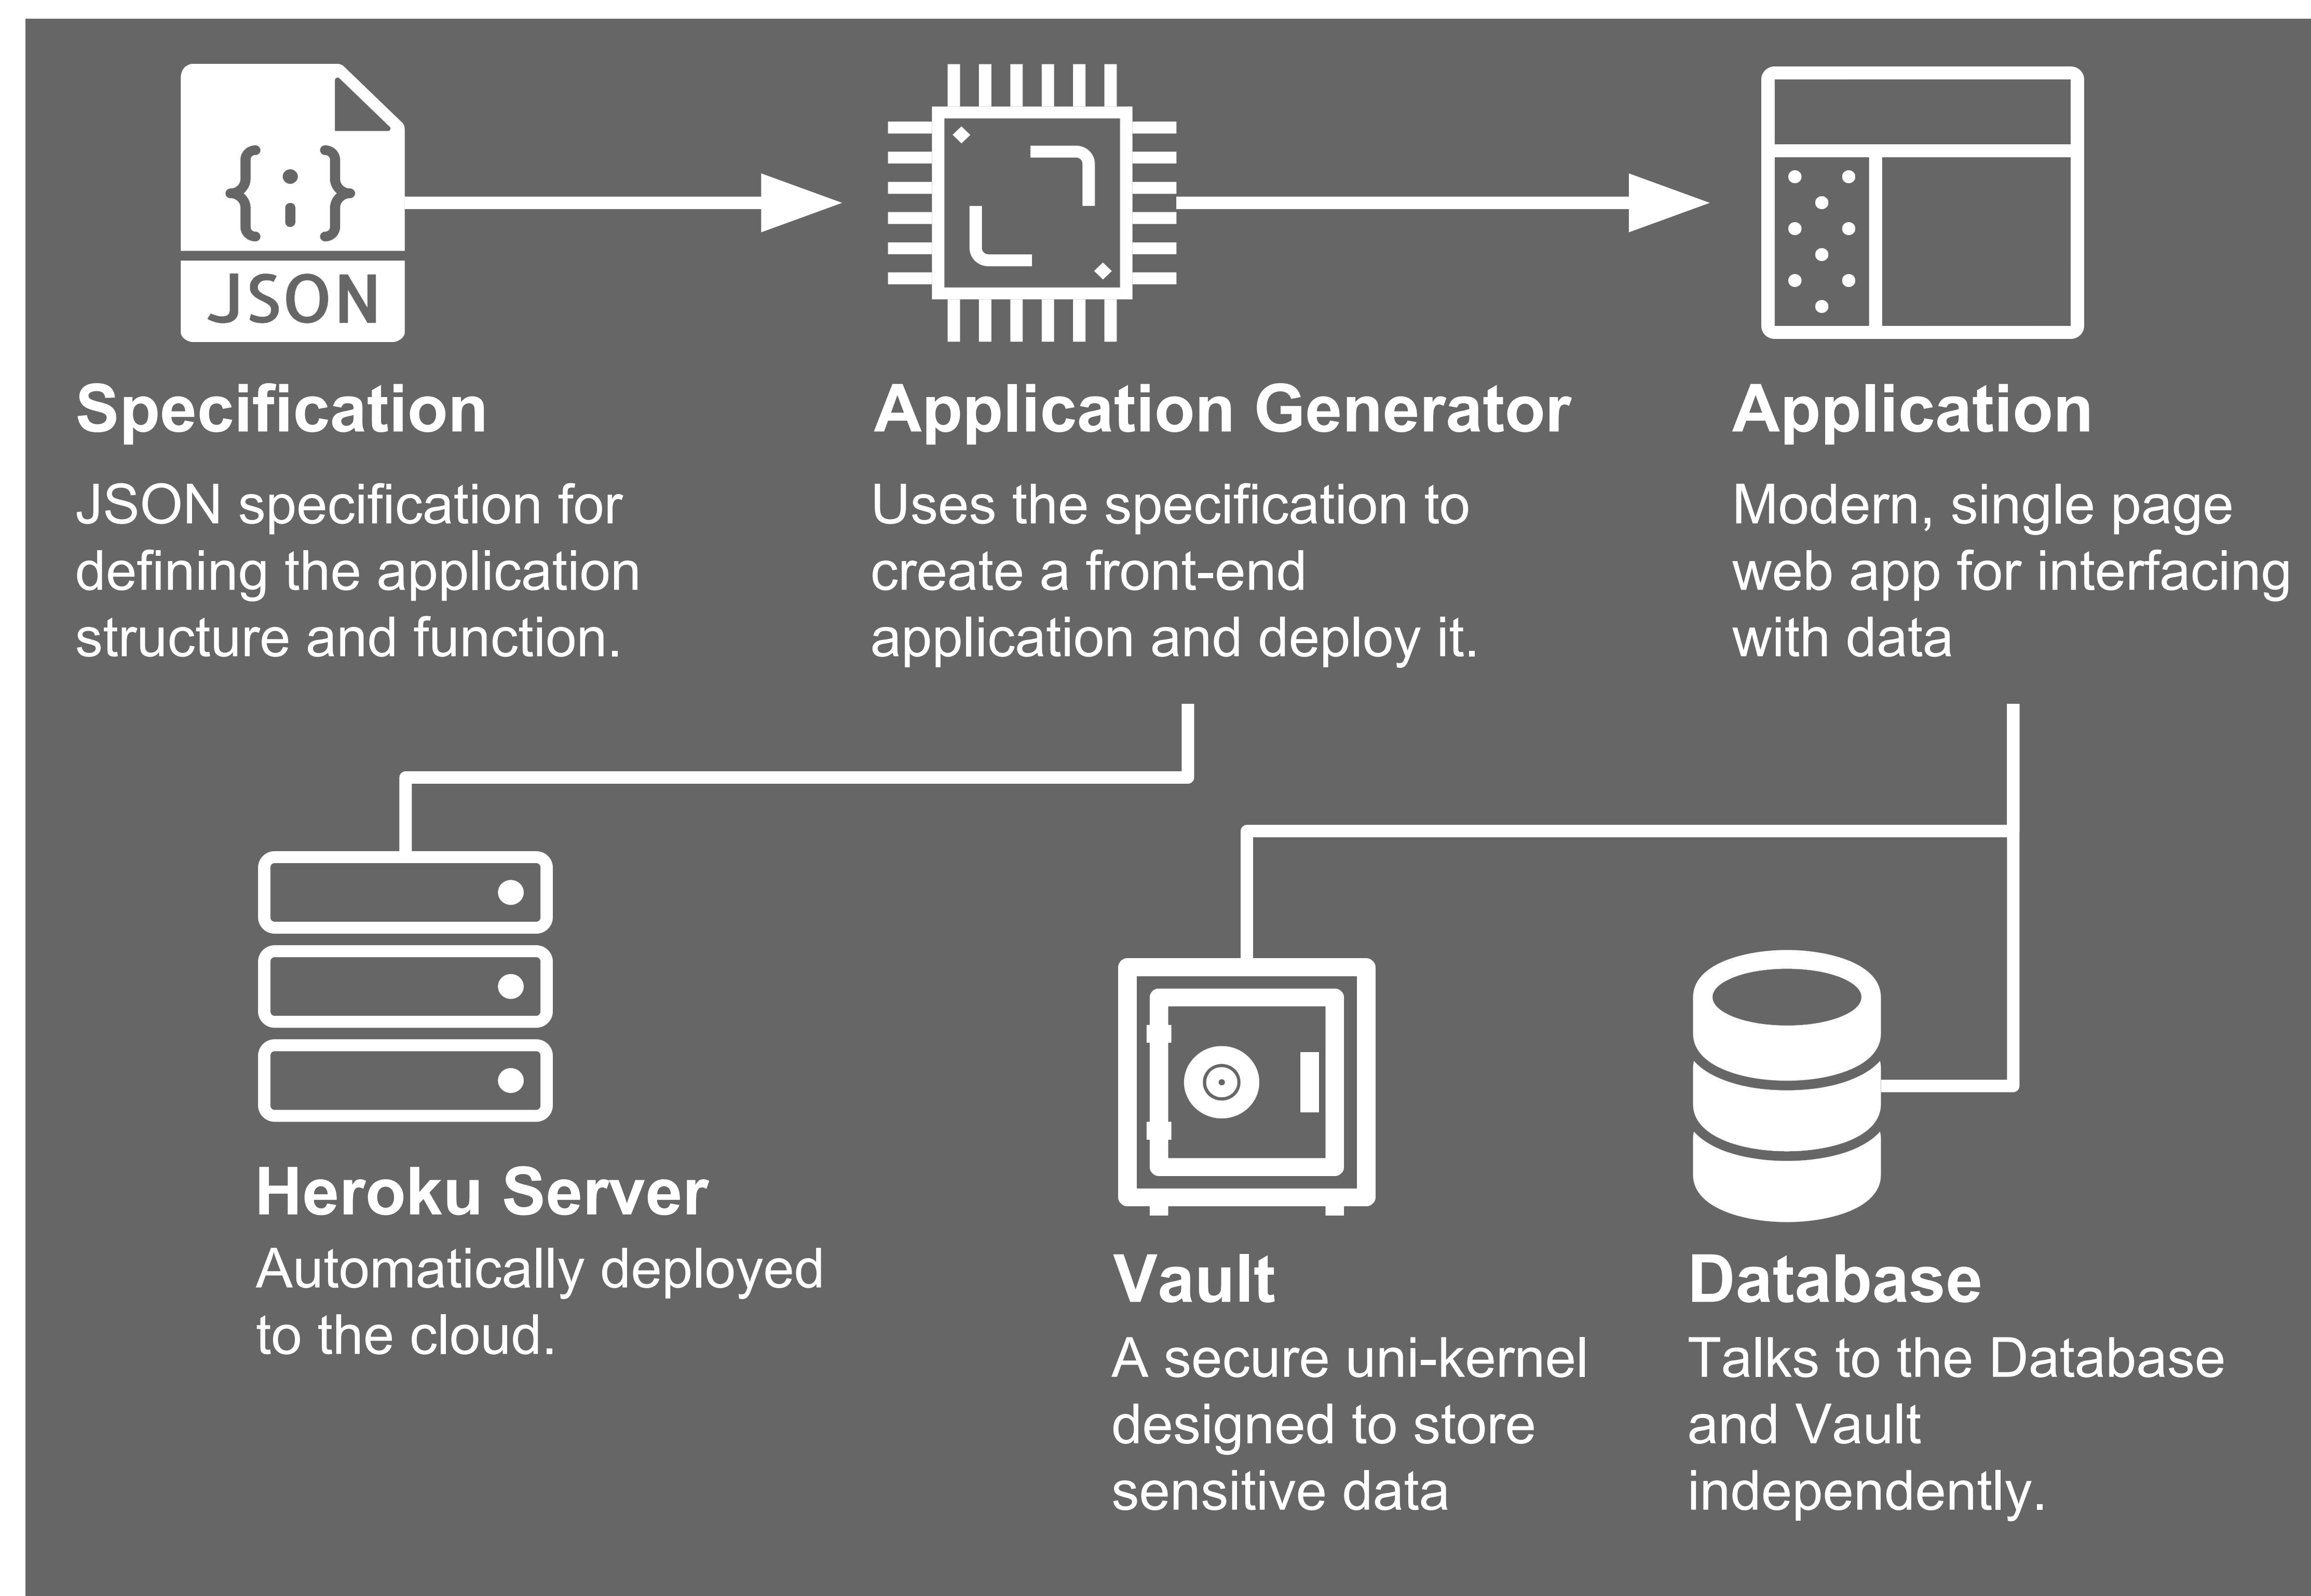 {;}
JSON
Specification
JSON specification for
defining the application
structure and function.
Application Generator
Uses the specification to
create a front-end
application and deploy it.
Application
Modern, single page
web app for interfacing
with data
Heroku Server
Automatically deployed
to the cloud.
Vault
A secure uni-kernel
designed to store
sensitive data
Database
Talks to the Database
and Vault
independently.